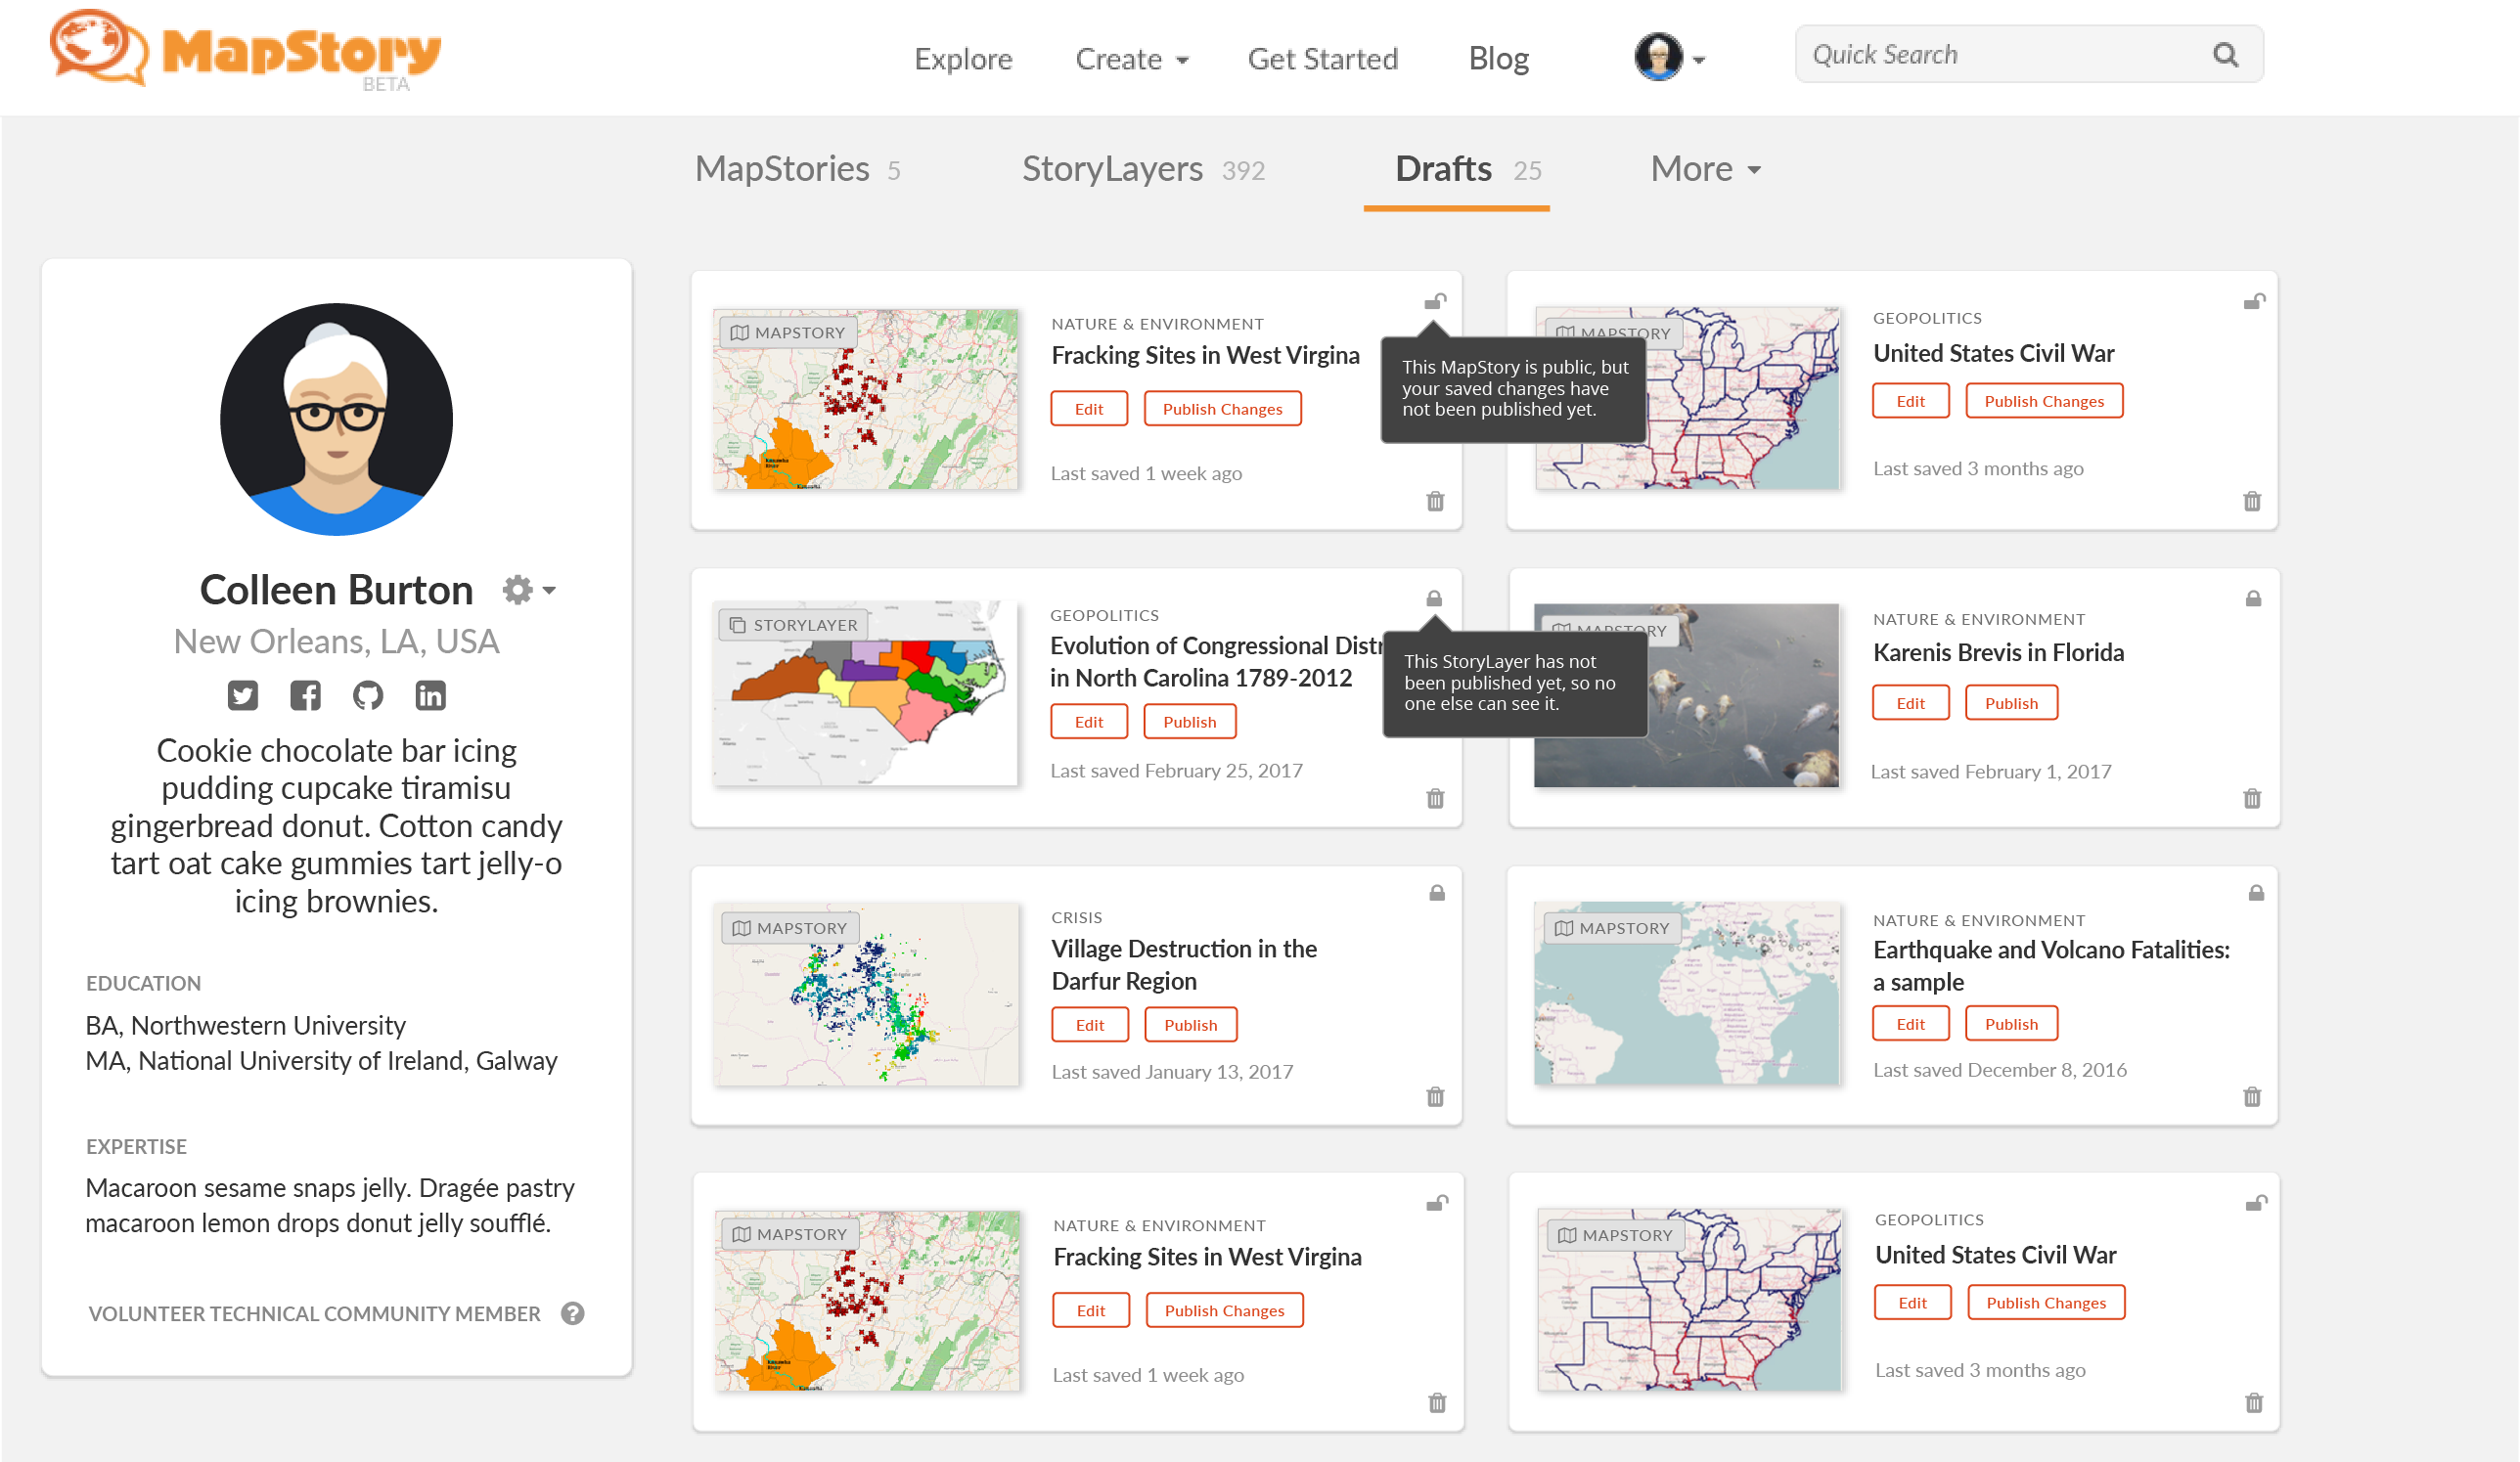 MapStory
BETA
Explore
Create
Get Started
Blog
Quick Search
MapStories 5
StoryLayers 392
Drafts 25
More
Colleen Burton
New Orleans, LA, USA
Cookie chocolate bar icing
pudding cupcake tiramisu
gingerbread donut. Cotton candy
tart oat cake gummies tart jelly-o
icing brownies.
EDUCATION
BA, Northwestern University
MA, National University of Ireland, Galway
EXPERTISE
Macaroon sesame snaps jelly. Dragée pastry
macaroon lemon drops donut jelly soufflé.
VOLUNTEER TECHNICAL COMMUNITY MEMBER
MAPSTORY
NATURE & ENVIRONMENT
Fracking Sites in West Virgina
Edit
Publish Changes
Last saved 1 week ago
This MapStory is public, but
your saved changes have
not been published yet.
MAPSTORY
GEOPOLITICS
United States Civil War
Edit
Publish Changes
Last saved 3 months ago
STORYLAYER
GEOPOLITICS
Evolution of Congressional Distr
in North Carolina 1789-2012
Edit
Publish
Last saved February 25, 2017
This StoryLayer has not
been published yet, so no
one else can see it.
MAPSTORY
NATURE & ENVIRONMENT
Karenis Brevis in Florida
Edit
Publish
Last saved February 1, 2017
MAPSTORY
CRISIS
Village Destruction in the
Darfur Region
Edit
Publish
Last saved January 13, 2017
MAPSTORY
NATURE & ENVIRONMENT
Earthquake and Volcano Fatalities:
a sample
Edit
Publish
Last saved December 8, 2016
MAPSTORY
NATURE & ENVIRONMENT
Fracking Sites in West Virgina
Edit
Publish Changes
Last saved 1 week ago
MAPSTORY
GEOPOLITICS
United States Civil War
Edit
Publish Changes
Last saved 3 months ago